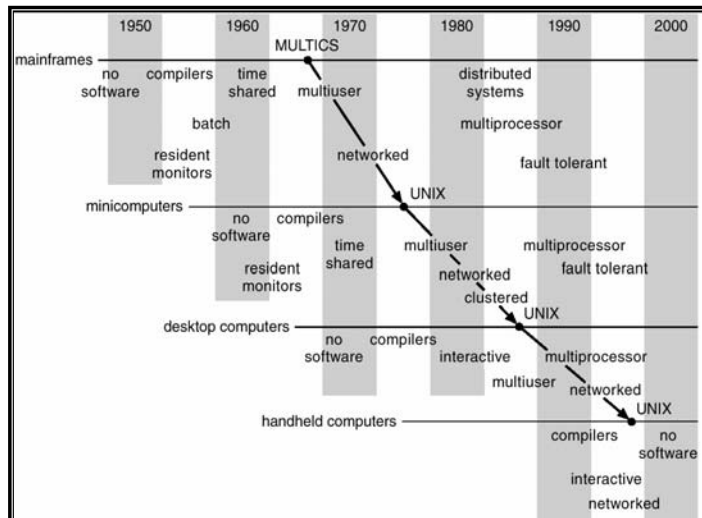 1950 1960 1970 1980 1990 2000
MULTICS
mainframes
no compilers time multiuser distributed
software shared systems
batch multiprocessor
resident networked fault tolerant
monitors
minicomputers UNIX
no compilers
software time multiuser multiprocessor
shared
resident networked fault tolerant
monitors clustered
desktop computers UNIX
no compilers
software interactive multiprocessor
multiuser networked
handheld computers UNIX
compilers no
software
interactive
networked